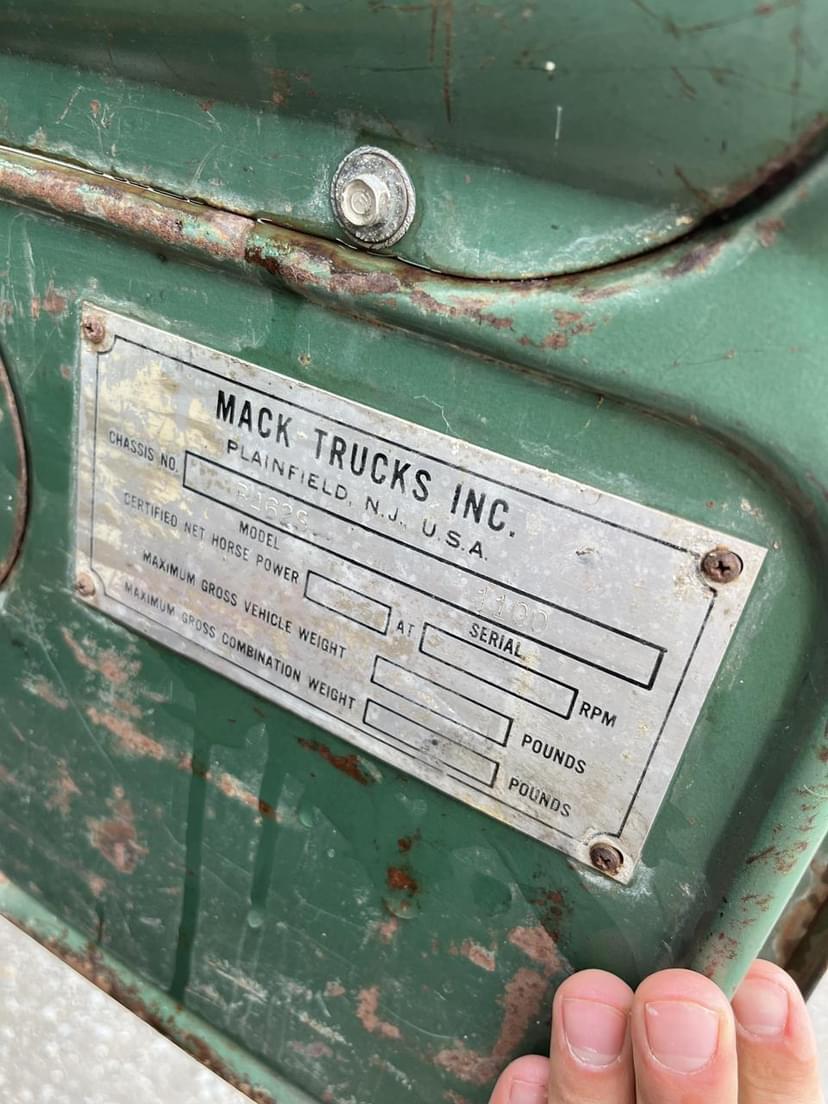 MACK TRUCKS INC.
PLAINFIELD, N.J., U.S.A.
CHASSIS NO.
MODEL SERIAL
CERTIFIED NET HORSE POWER AT RPM
MAXIMUM GROSS VEHICLE WEIGHT POUNDS
MAXIMUM GROSS COMBINATION WEIGHT POUNDS